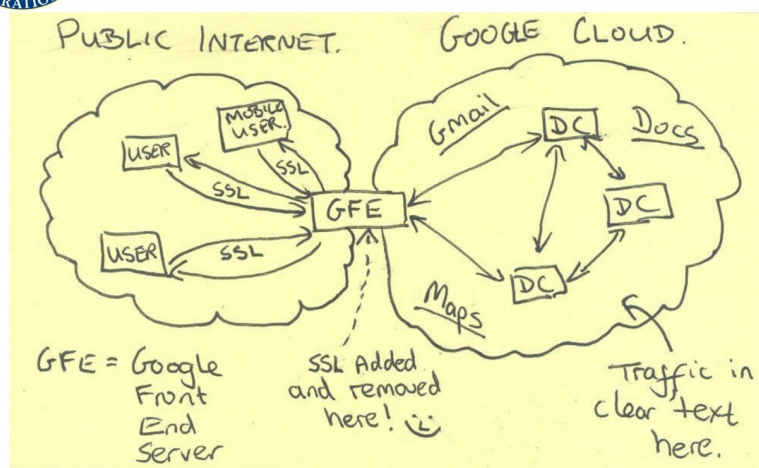 PUBLIC INTERNET.
GOOGLE CLOUD.
MOBILE
USER.
USER
SSL
SSL
USER
SSL
GFE
Gmail
DC
Docs
DC
DC
Maps
GFE = Google
Front
End
Server
SSL Added
and removed
here!
Traffic in
clear text
here.